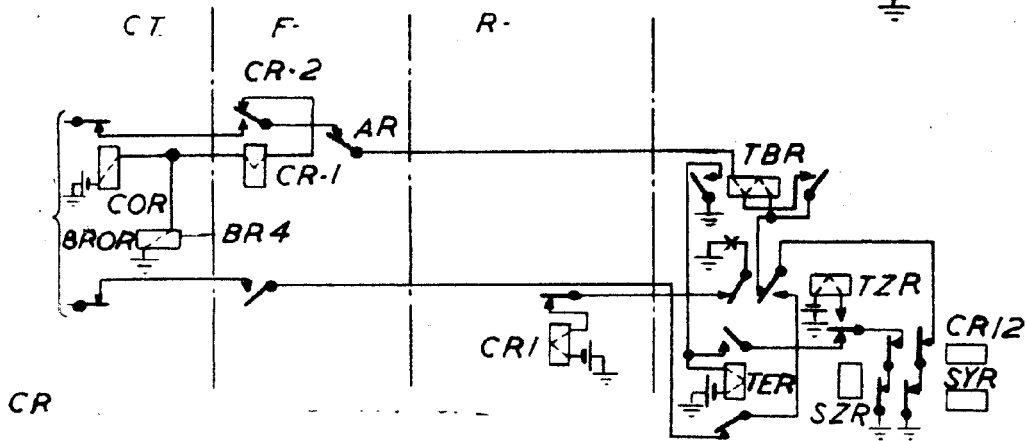 CT. F- R-
CR-2
AR
TBR
CR-1
COR
BROR BR4
TZR
CR1
CR12
TER
SYR
SZR
CR